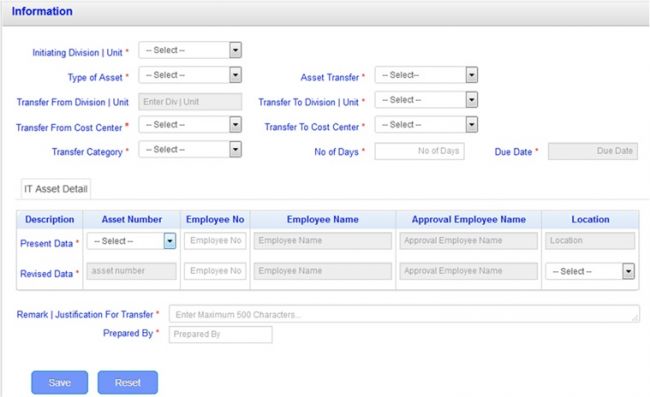 Information
Initiating Division | Unit * -- Select --
Type of Asset * -- Select -- Asset Transfer * -- Select--
Transfer From Division | Unit Enter Div | Unit Transfer To Division | Unit * -- Select --
Transfer From Cost Center * -- Select -- Transfer To Cost Center * -- Select --
Transfer Category * -- Select -- No of Days * No of Days Due Date * Due Date
IT Asset Detail
Description Asset Number Employee No Employee Name Approval Employee Name Location
Present Data * -- Select -- Employee No Employee Name Approval Employee Name Location
Revised Data * asset number Employee No Employee Name Approval Employee Name -- Select --
Remark | Justification For Transfer * Enter Maximum 500 Characters...
Prepared By * Prepared By
Save Reset